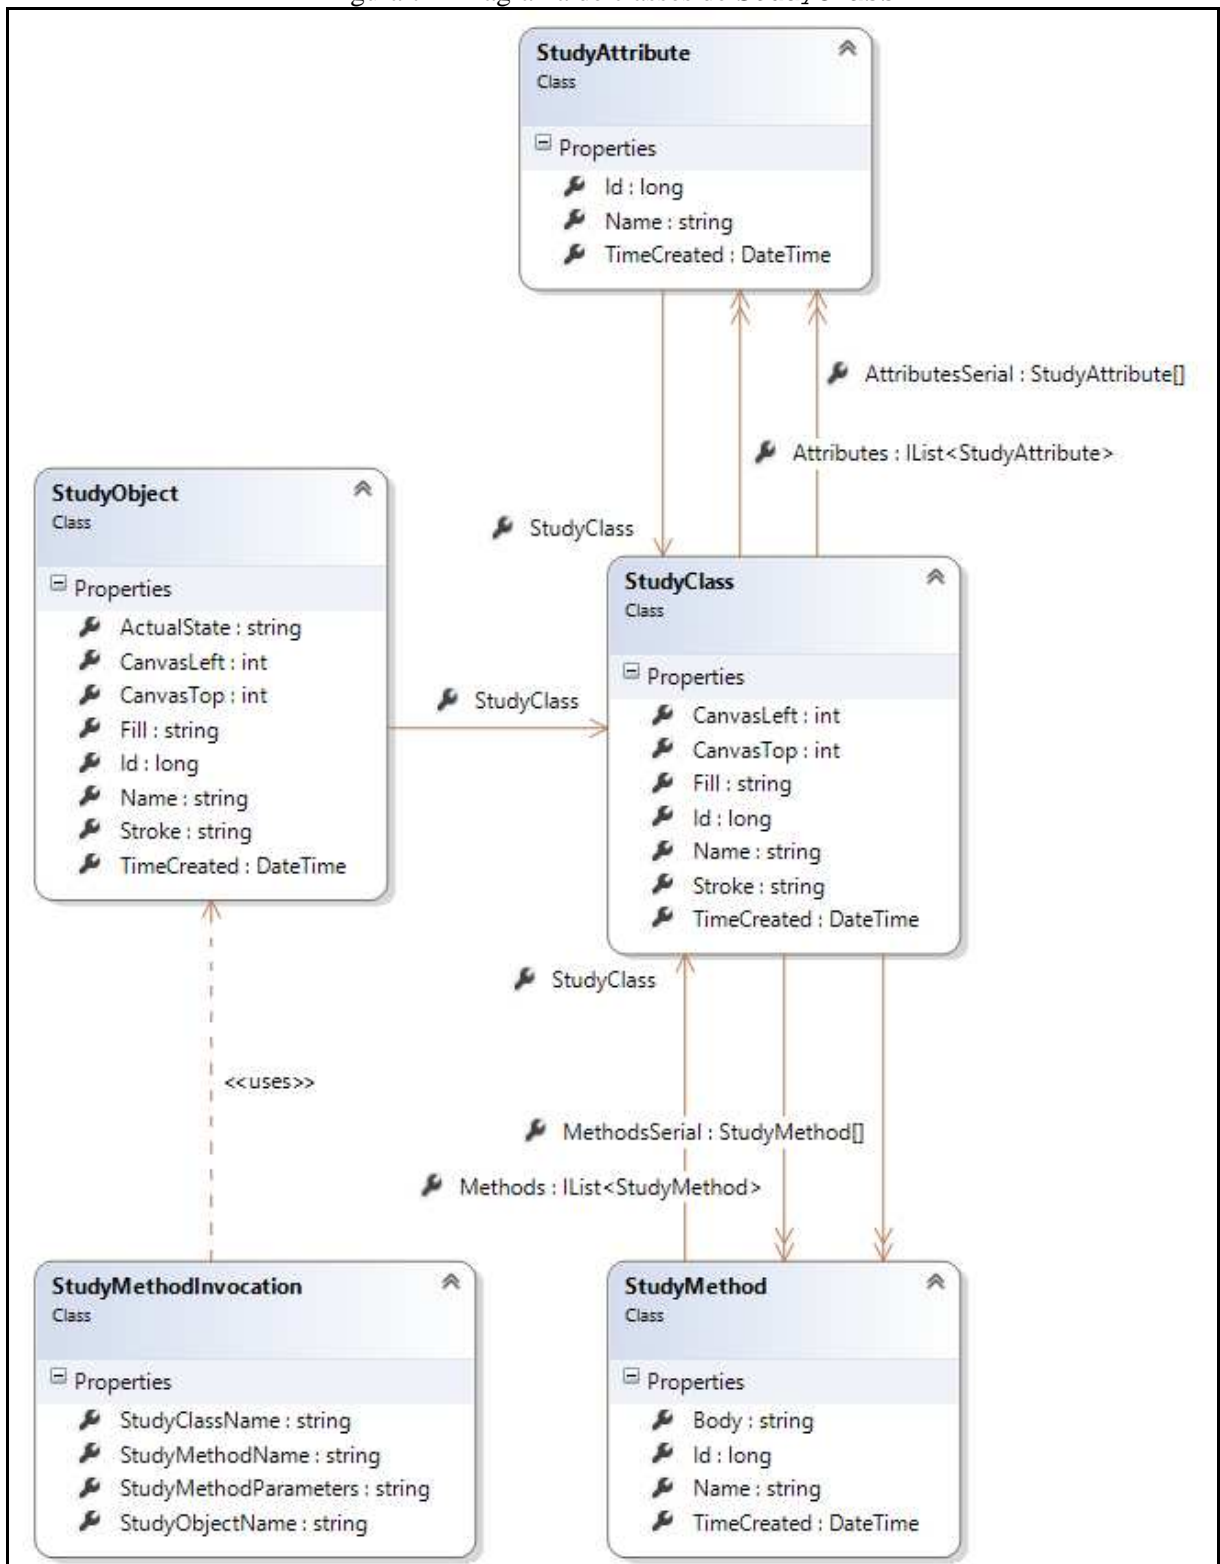 StudyAttribute
Class
Properties
Id : long
Name : string
TimeCreated : DateTime
AttributesSerial : StudyAttribute[]
Attributes : IList<StudyAttribute>
StudyClass
StudyObject
Class
Properties
ActualState : string
CanvasLeft : int
CanvasTop : int
Fill : string
Id : long
Name : string
Stroke : string
TimeCreated : DateTime
StudyClass
StudyClass
Class
Properties
CanvasLeft : int
CanvasTop : int
Fill : string
Id : long
Name : string
Stroke : string
TimeCreated : DateTime
StudyClass
<<uses>>
MethodsSerial : StudyMethod[]
Methods : IList<StudyMethod>
StudyMethodInvocation
Class
Properties
StudyClassName : string
StudyMethodName : string
StudyMethodParameters : string
StudyObjectName : string
StudyMethod
Class
Properties
Body : string
Id : long
Name : string
TimeCreated : DateTime